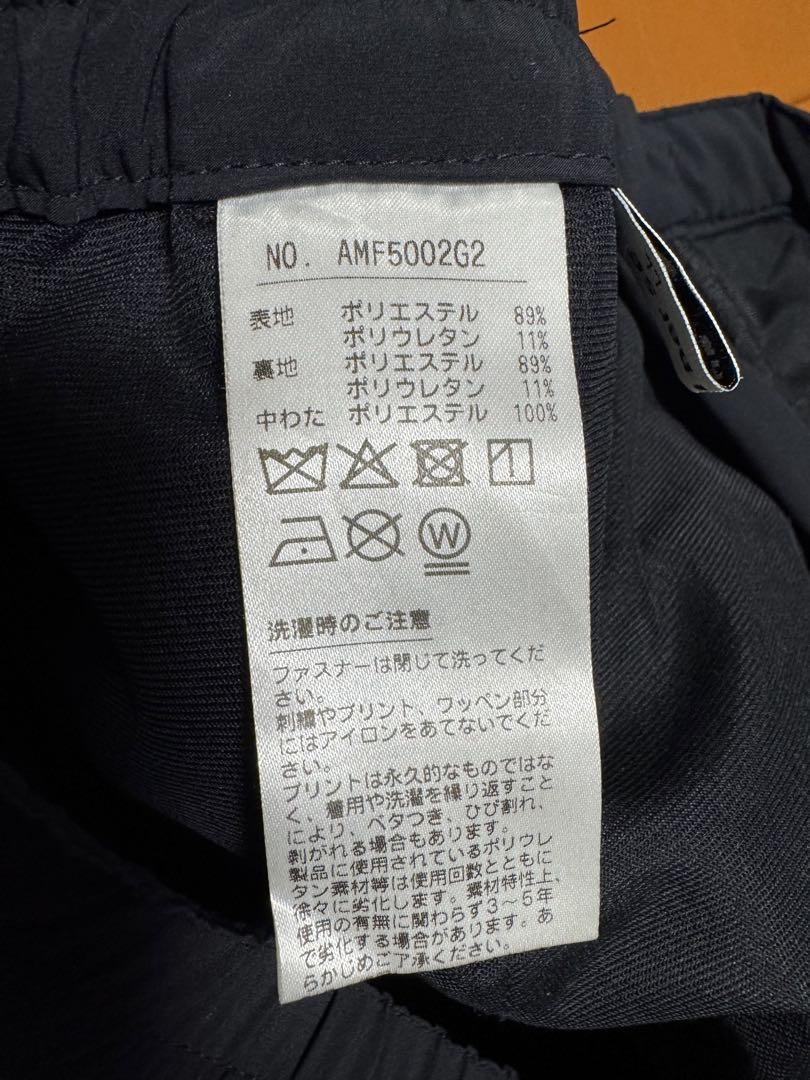 NO. AMF5002G2
表地 ポリエステル 89%
ポリウレタン 11%
裏地 ポリエステル 89%
ポリウレタン 11%
中わた ポリエステル 100%
1
W
洗濯時のご注意
ファスナーは閉じて洗ってくだ
さい。
刺繍やプリント、ワッペン部分
にはアイロンをあてないでくだ
さい。
プリントは永久的なものではな
く、着用や洗濯を繰り返すこと
により、ベタつき、ひび割れ、
剥がれる場合もあります。
製品に使用されているポリウレ
タン素材等は使用回数とともに
徐々に劣化します。素材特性上、
使用の有無に関わらず3～5年
で劣化する場合があります。あ
らかじめご了承ください。